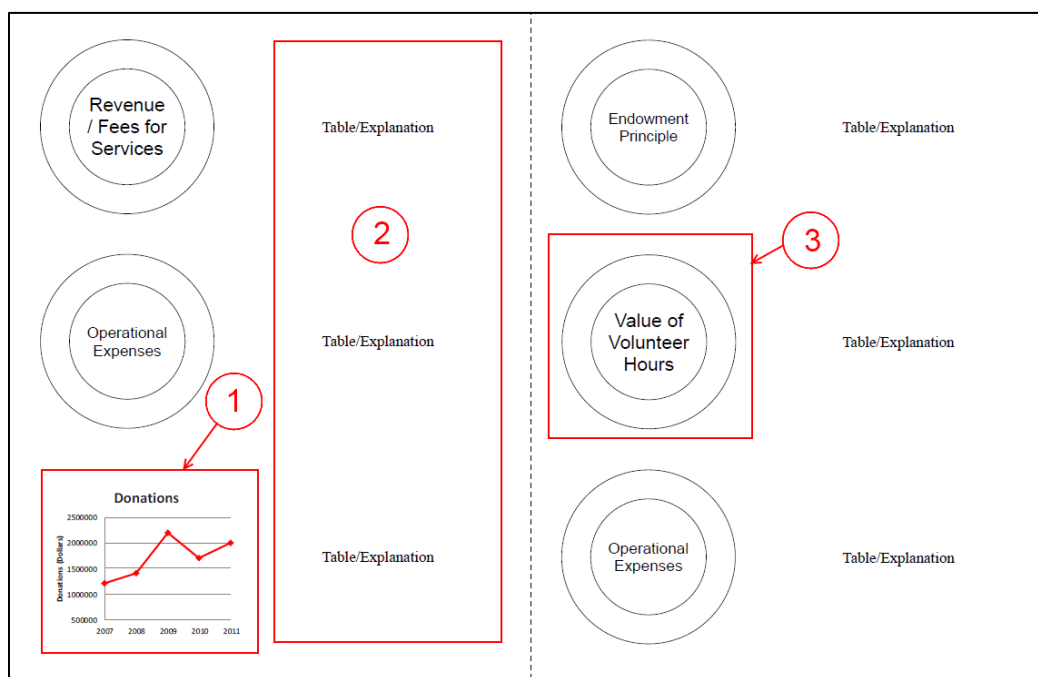 Revenue
/ Fees for
Services
Table/Explanation
2
Operational
Expenses
Table/Explanation
1
Donations
Donations (Dollars)
2500000
2000000
1500000
1000000
500000
2007 2008 2009 2010 2011
Table/Explanation
Endowment
Principle
Table/Explanation
3
Value of
Volunteer
Hours
Table/Explanation
Operational
Expenses
Table/Explanation